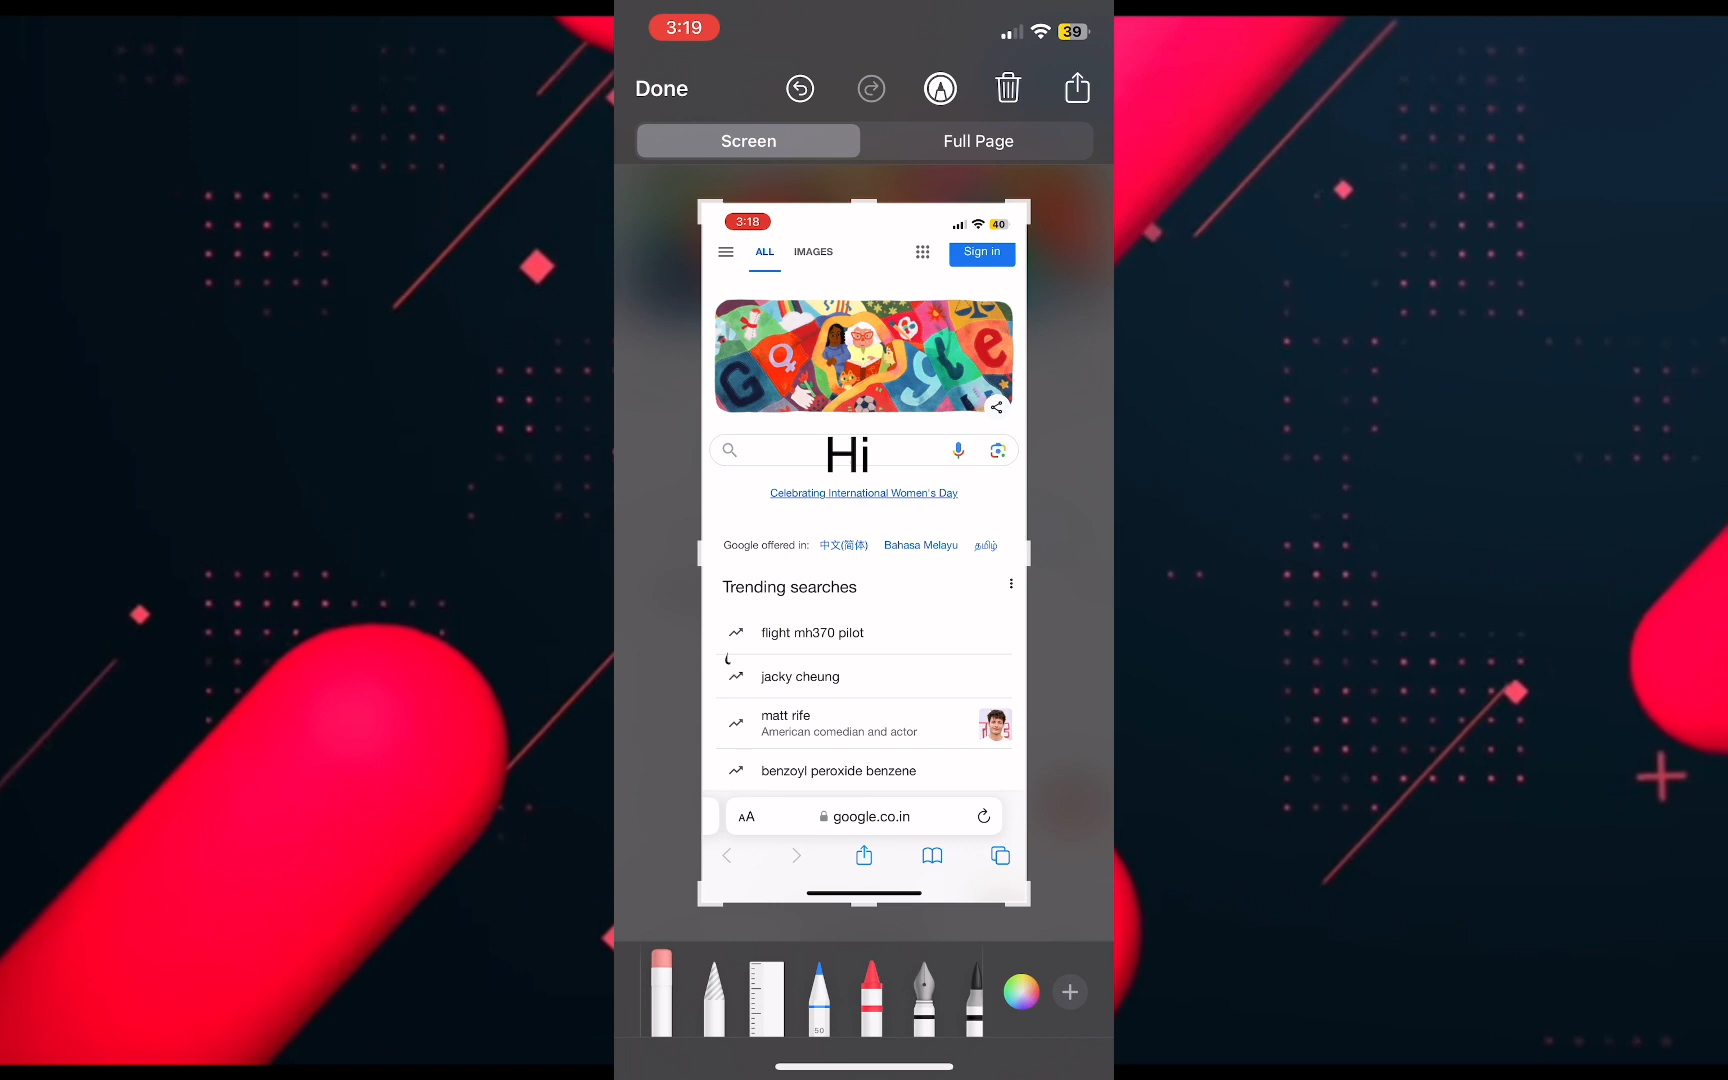 3:19
39
Done
Screen
Full Page
3:18
40
ALL
IMAGES
Sign in
Google
Hi
Celebrating International Women's Day
Google offered in: 中文(简体) Bahasa Melayu தமிழ்
Trending searches
flight mh370 pilot
jacky cheung
matt rife
American comedian and actor
benzoyl peroxide benzene
AA
google.co.in
50